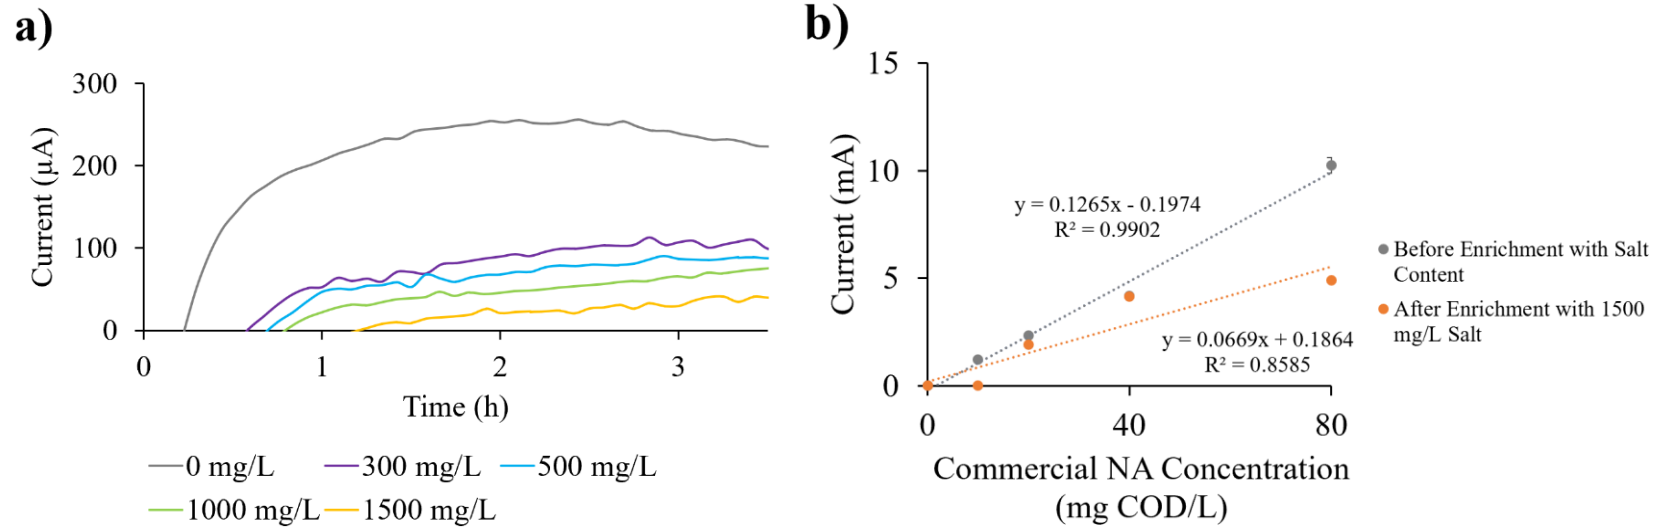 a)
300
200
100
0
Current (µA)
0
1
2
3
Time (h)
0 mg/L
300 mg/L
500 mg/L
1000 mg/L
1500 mg/L
b)
15
10
5
0
Current (mA)
y = 0.1265x - 0.1974
R² = 0.9902
y = 0.0669x + 0.1864
R² = 0.8585
0
40
80
Commercial NA Concentration
(mg COD/L)
Before Enrichment with Salt
Content
After Enrichment with 1500
mg/L Salt